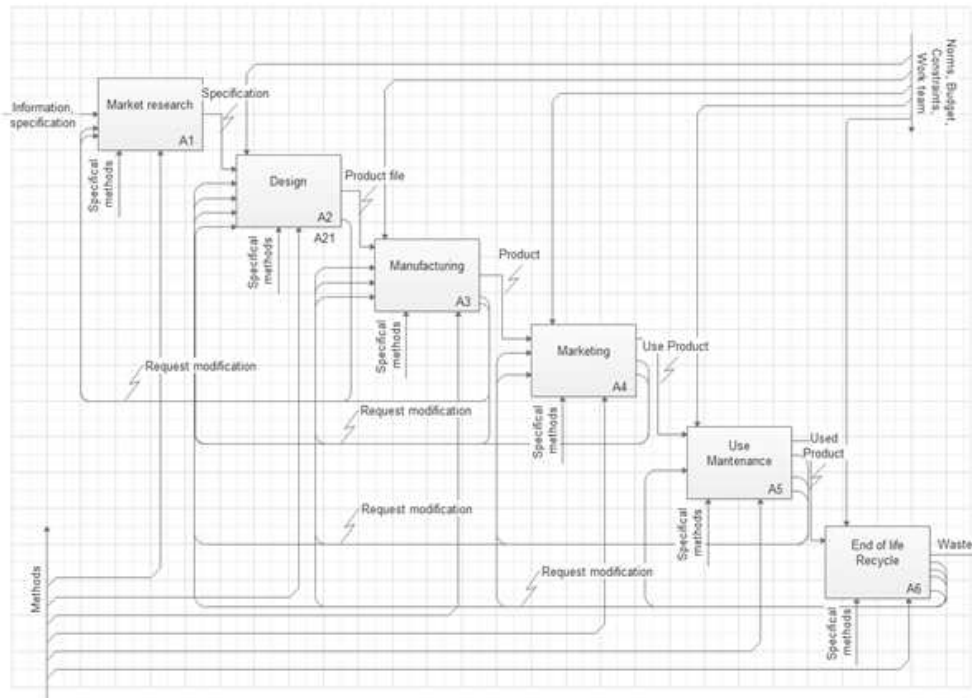 Norms, Budget,
Constraints,
Work team
Information,
specification
Market research
A1
Specification
Specifical
methods
Design
A2
A21
Product file
Specifical
methods
Manufacturing
A3
Product
Specifical
methods
Request modification
Marketing
A4
Use Product
Specifical
methods
Request modification
Use
Mantenance
A5
Used
Product
Specifical
methods
Request modification
End of life
Recycle
A6
Waste
Specifical
methods
Request modification
Methods